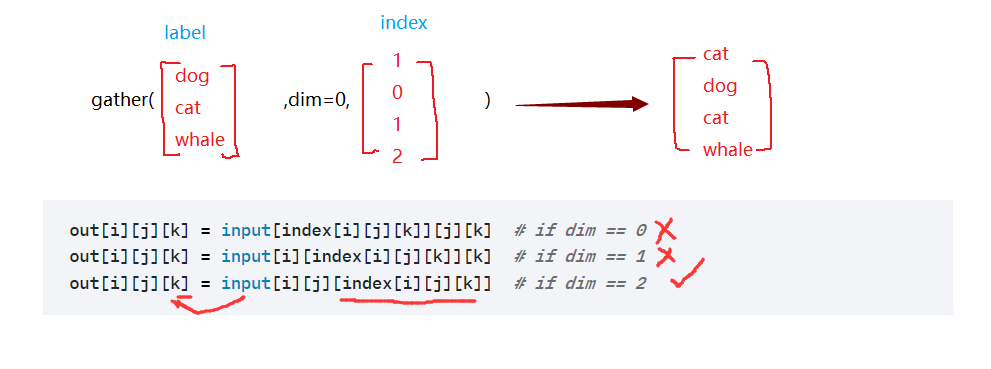 label
index
gather(
dog
cat
whale
,dim=0,
1
0
1
2
)
cat
dog
cat
whale
out[i][j][k] = input[index[i][j][k]][j][k]  # if dim == 0
out[i][j][k] = input[i][index[i][j][k]][k]  # if dim == 1
out[i][j][k] = input[i][j][index[i][j][k]]  # if dim == 2